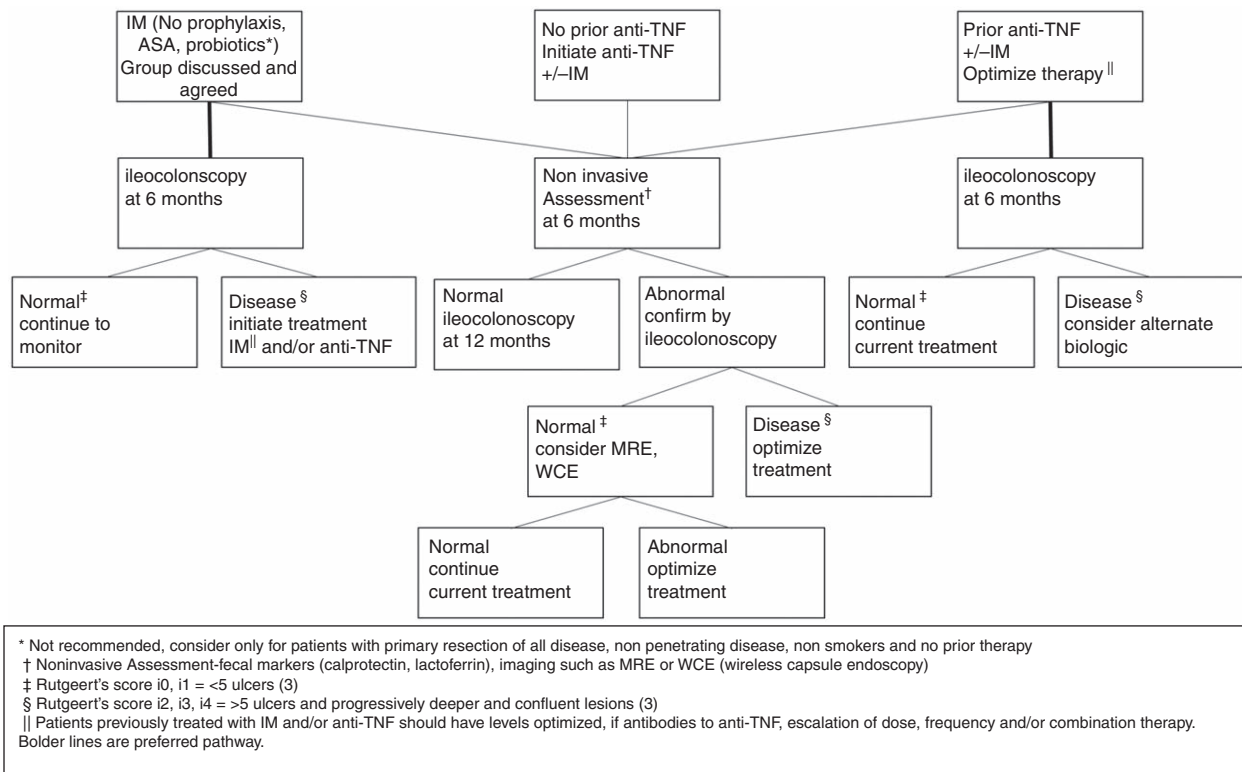 IM (No prophylaxis,
ASA, probiotics*)
Group discussed and
agreed
No prior anti-TNF
Initiate anti-TNF
+/–IM
Prior anti-TNF
+/–IM
Optimize therapy ||
ileocolonscopy
at 6 months
Non invasive
Assessment†
at 6 months
ileocolonoscopy
at 6 months
Normal‡
continue to
monitor
Disease §
initiate treatment
IM|| and/or anti-TNF
Normal
ileocolonoscopy
at 12 months
Abnormal
confirm by
ileocolonoscopy
Normal ‡
continue
current treatment
Disease §
consider alternate
biologic
Normal ‡
consider MRE,
WCE
Disease §
optimize
treatment
Normal
continue
current treatment
Abnormal
optimize
treatment
* Not recommended, consider only for patients with primary resection of all disease, non penetrating disease, non smokers and no prior therapy
† Noninvasive Assessment-fecal markers (calprotectin, lactoferrin), imaging such as MRE or WCE (wireless capsule endoscopy)
‡ Rutgeert's score i0, i1 = <5 ulcers (3)
§ Rutgeert's score i2, i3, i4 = >5 ulcers and progressively deeper and confluent lesions (3)
|| Patients previously treated with IM and/or anti-TNF should have levels optimized, if antibodies to anti-TNF, escalation of dose, frequency and/or combination therapy.
Bolder lines are preferred pathway.